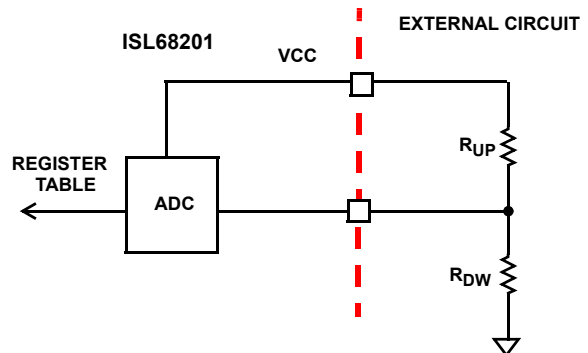 EXTERNAL CIRCUIT
ISL68201
VCC
RUP
REGISTER
TABLE
ADC
RDW